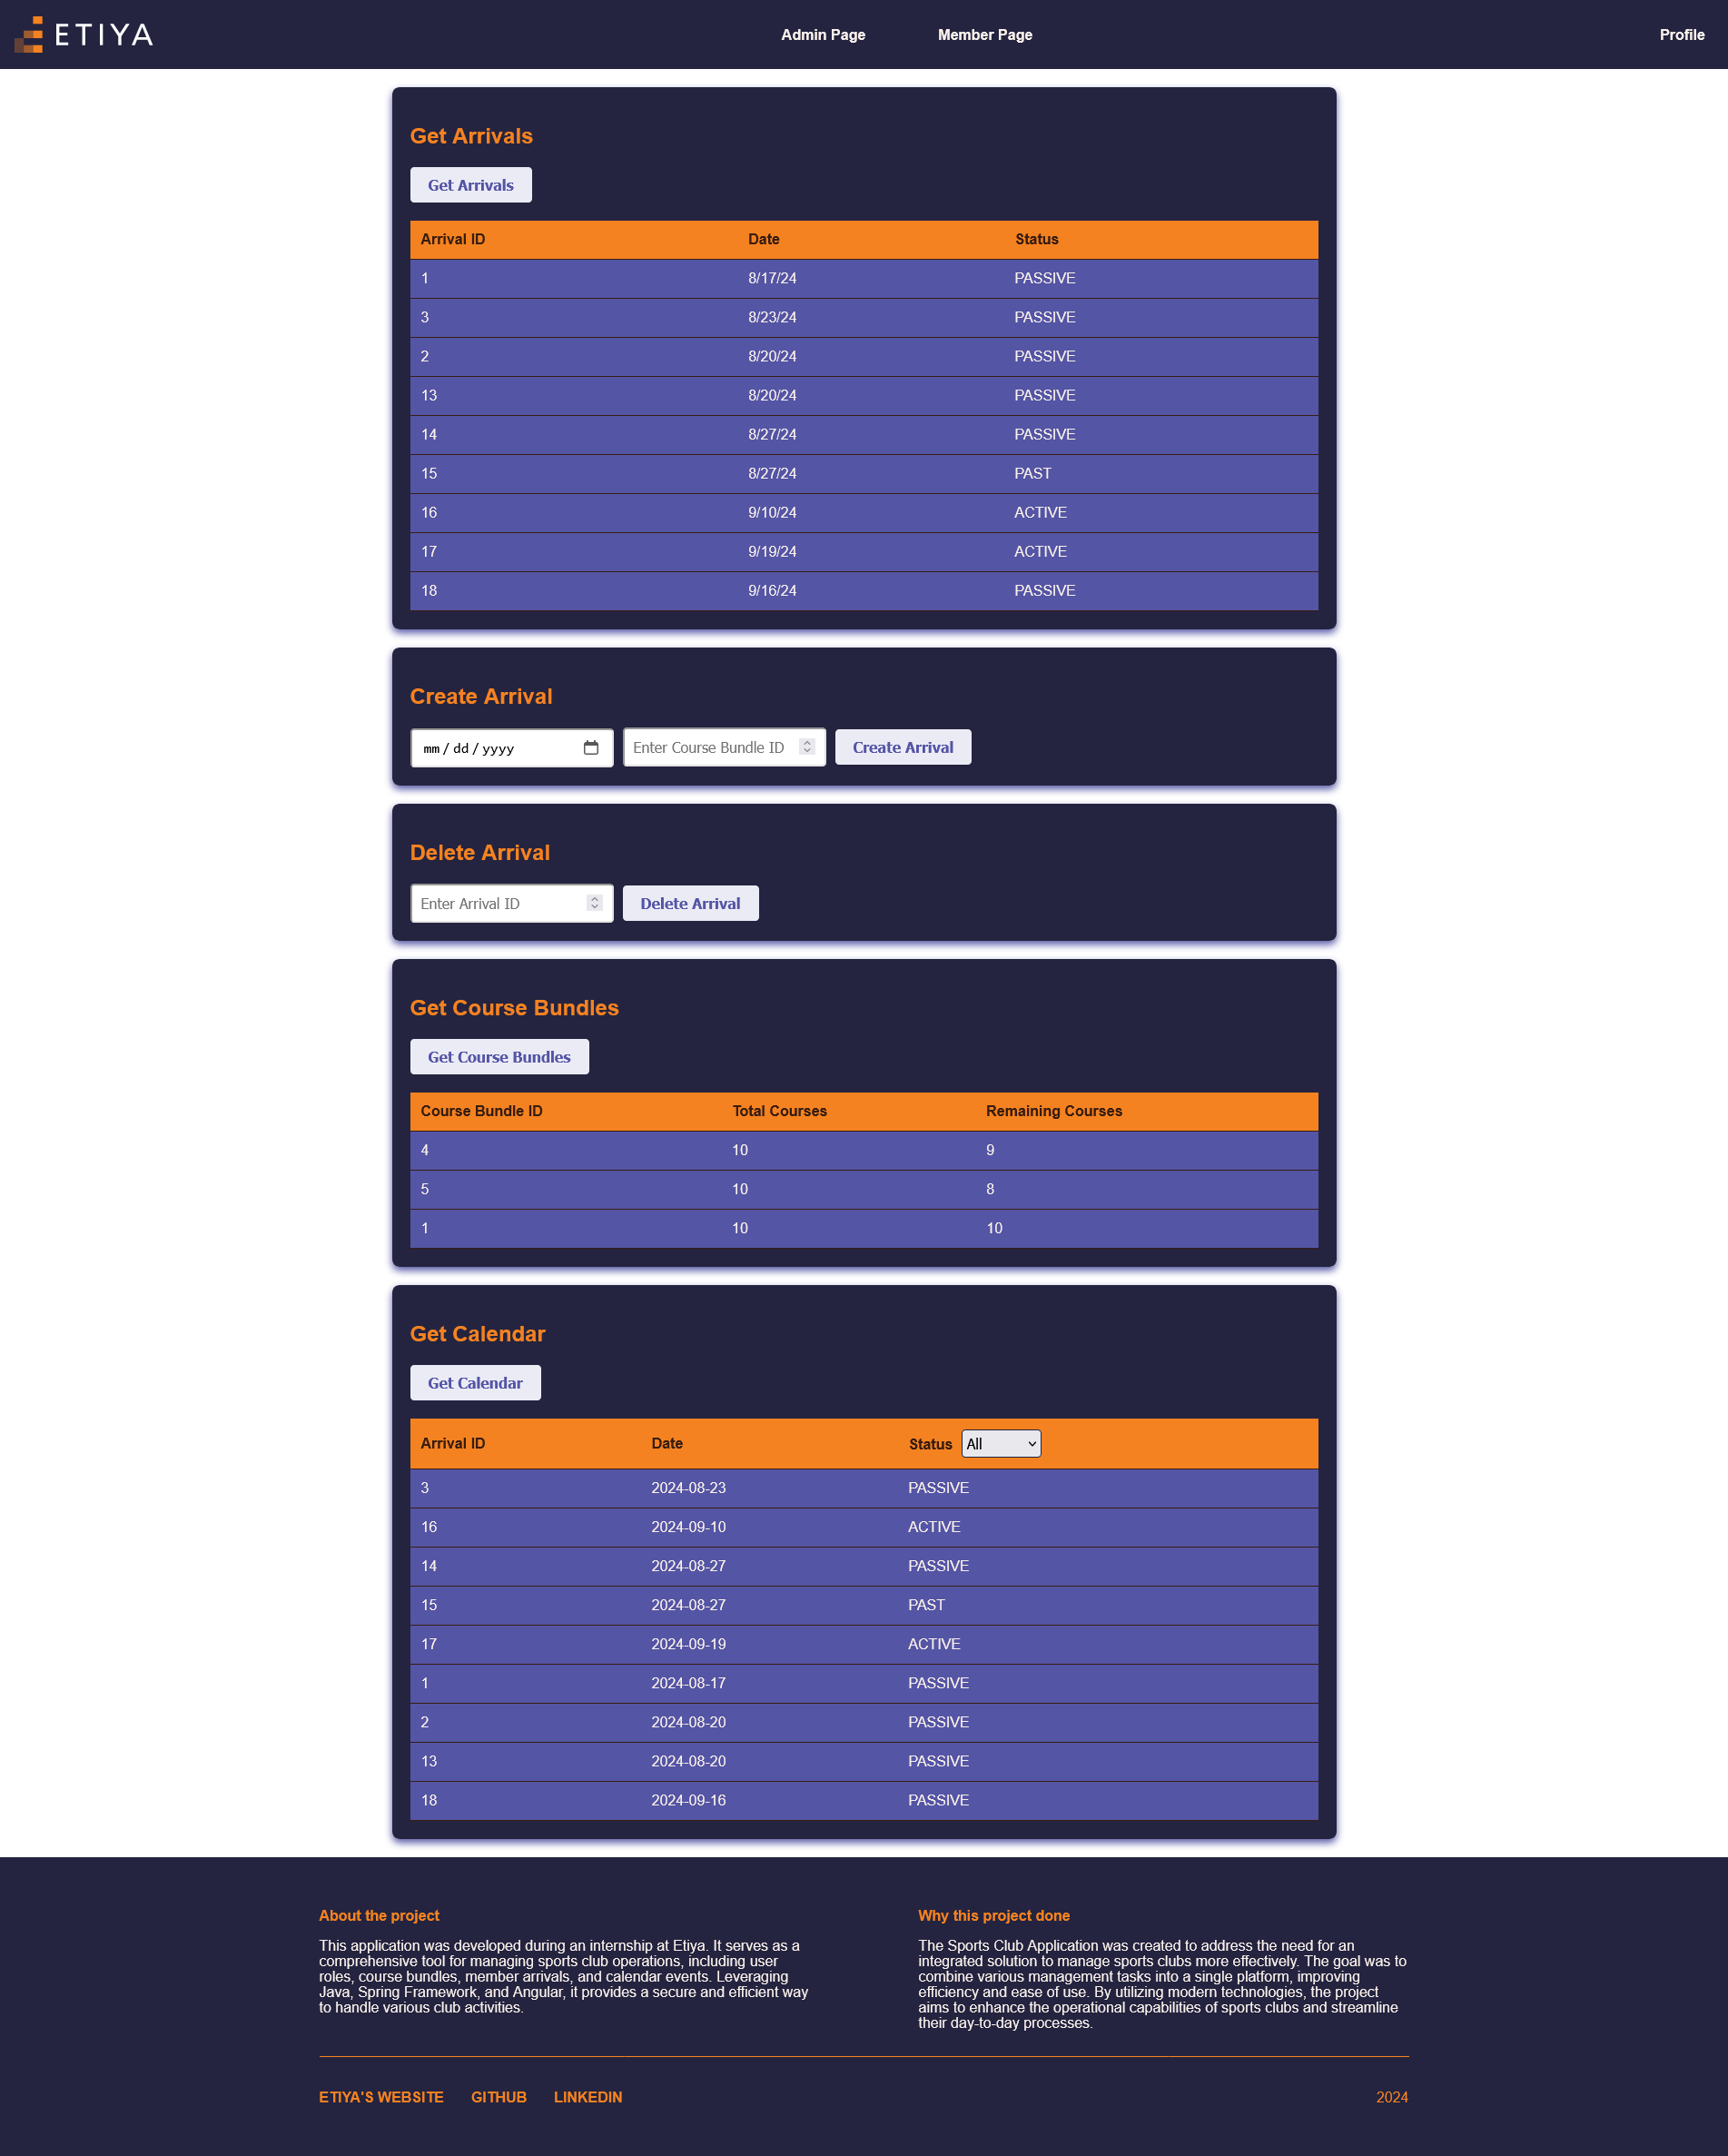 ETIYA Admin Page Member Page Profile
Get Arrivals
Get Arrivals
Arrival ID Date Status
1 8/17/24 PASSIVE
3 8/23/24 PASSIVE
2 8/20/24 PASSIVE
13 8/20/24 PASSIVE
14 8/27/24 PASSIVE
15 8/27/24 PAST
16 9/10/24 ACTIVE
17 9/19/24 ACTIVE
18 9/16/24 PASSIVE
Create Arrival
mm / dd / yyyy Enter Course Bundle ID Create Arrival
Delete Arrival
Enter Arrival ID Delete Arrival
Get Course Bundles
Get Course Bundles
Course Bundle ID Total Courses Remaining Courses
4 10 9
5 10 8
1 10 10
Get Calendar
Get Calendar
Arrival ID Date Status All
3 2024-08-23 PASSIVE
16 2024-09-10 ACTIVE
14 2024-08-27 PASSIVE
15 2024-08-27 PAST
17 2024-09-19 ACTIVE
1 2024-08-17 PASSIVE
2 2024-08-20 PASSIVE
13 2024-08-20 PASSIVE
18 2024-09-16 PASSIVE
About the project
This application was developed during an internship at Etiya. It serves as a
comprehensive tool for managing sports club operations, including user
roles, course bundles, member arrivals, and calendar events. Leveraging
Java, Spring Framework, and Angular, it provides a secure and efficient way
to handle various club activities.
Why this project done
The Sports Club Application was created to address the need for an
integrated solution to manage sports clubs more effectively. The goal was to
combine various management tasks into a single platform, improving
efficiency and ease of use. By utilizing modern technologies, the project
aims to enhance the operational capabilities of sports clubs and streamline
their day-to-day processes.
ETIYA'S WEBSITE GITHUB LINKEDIN 2024